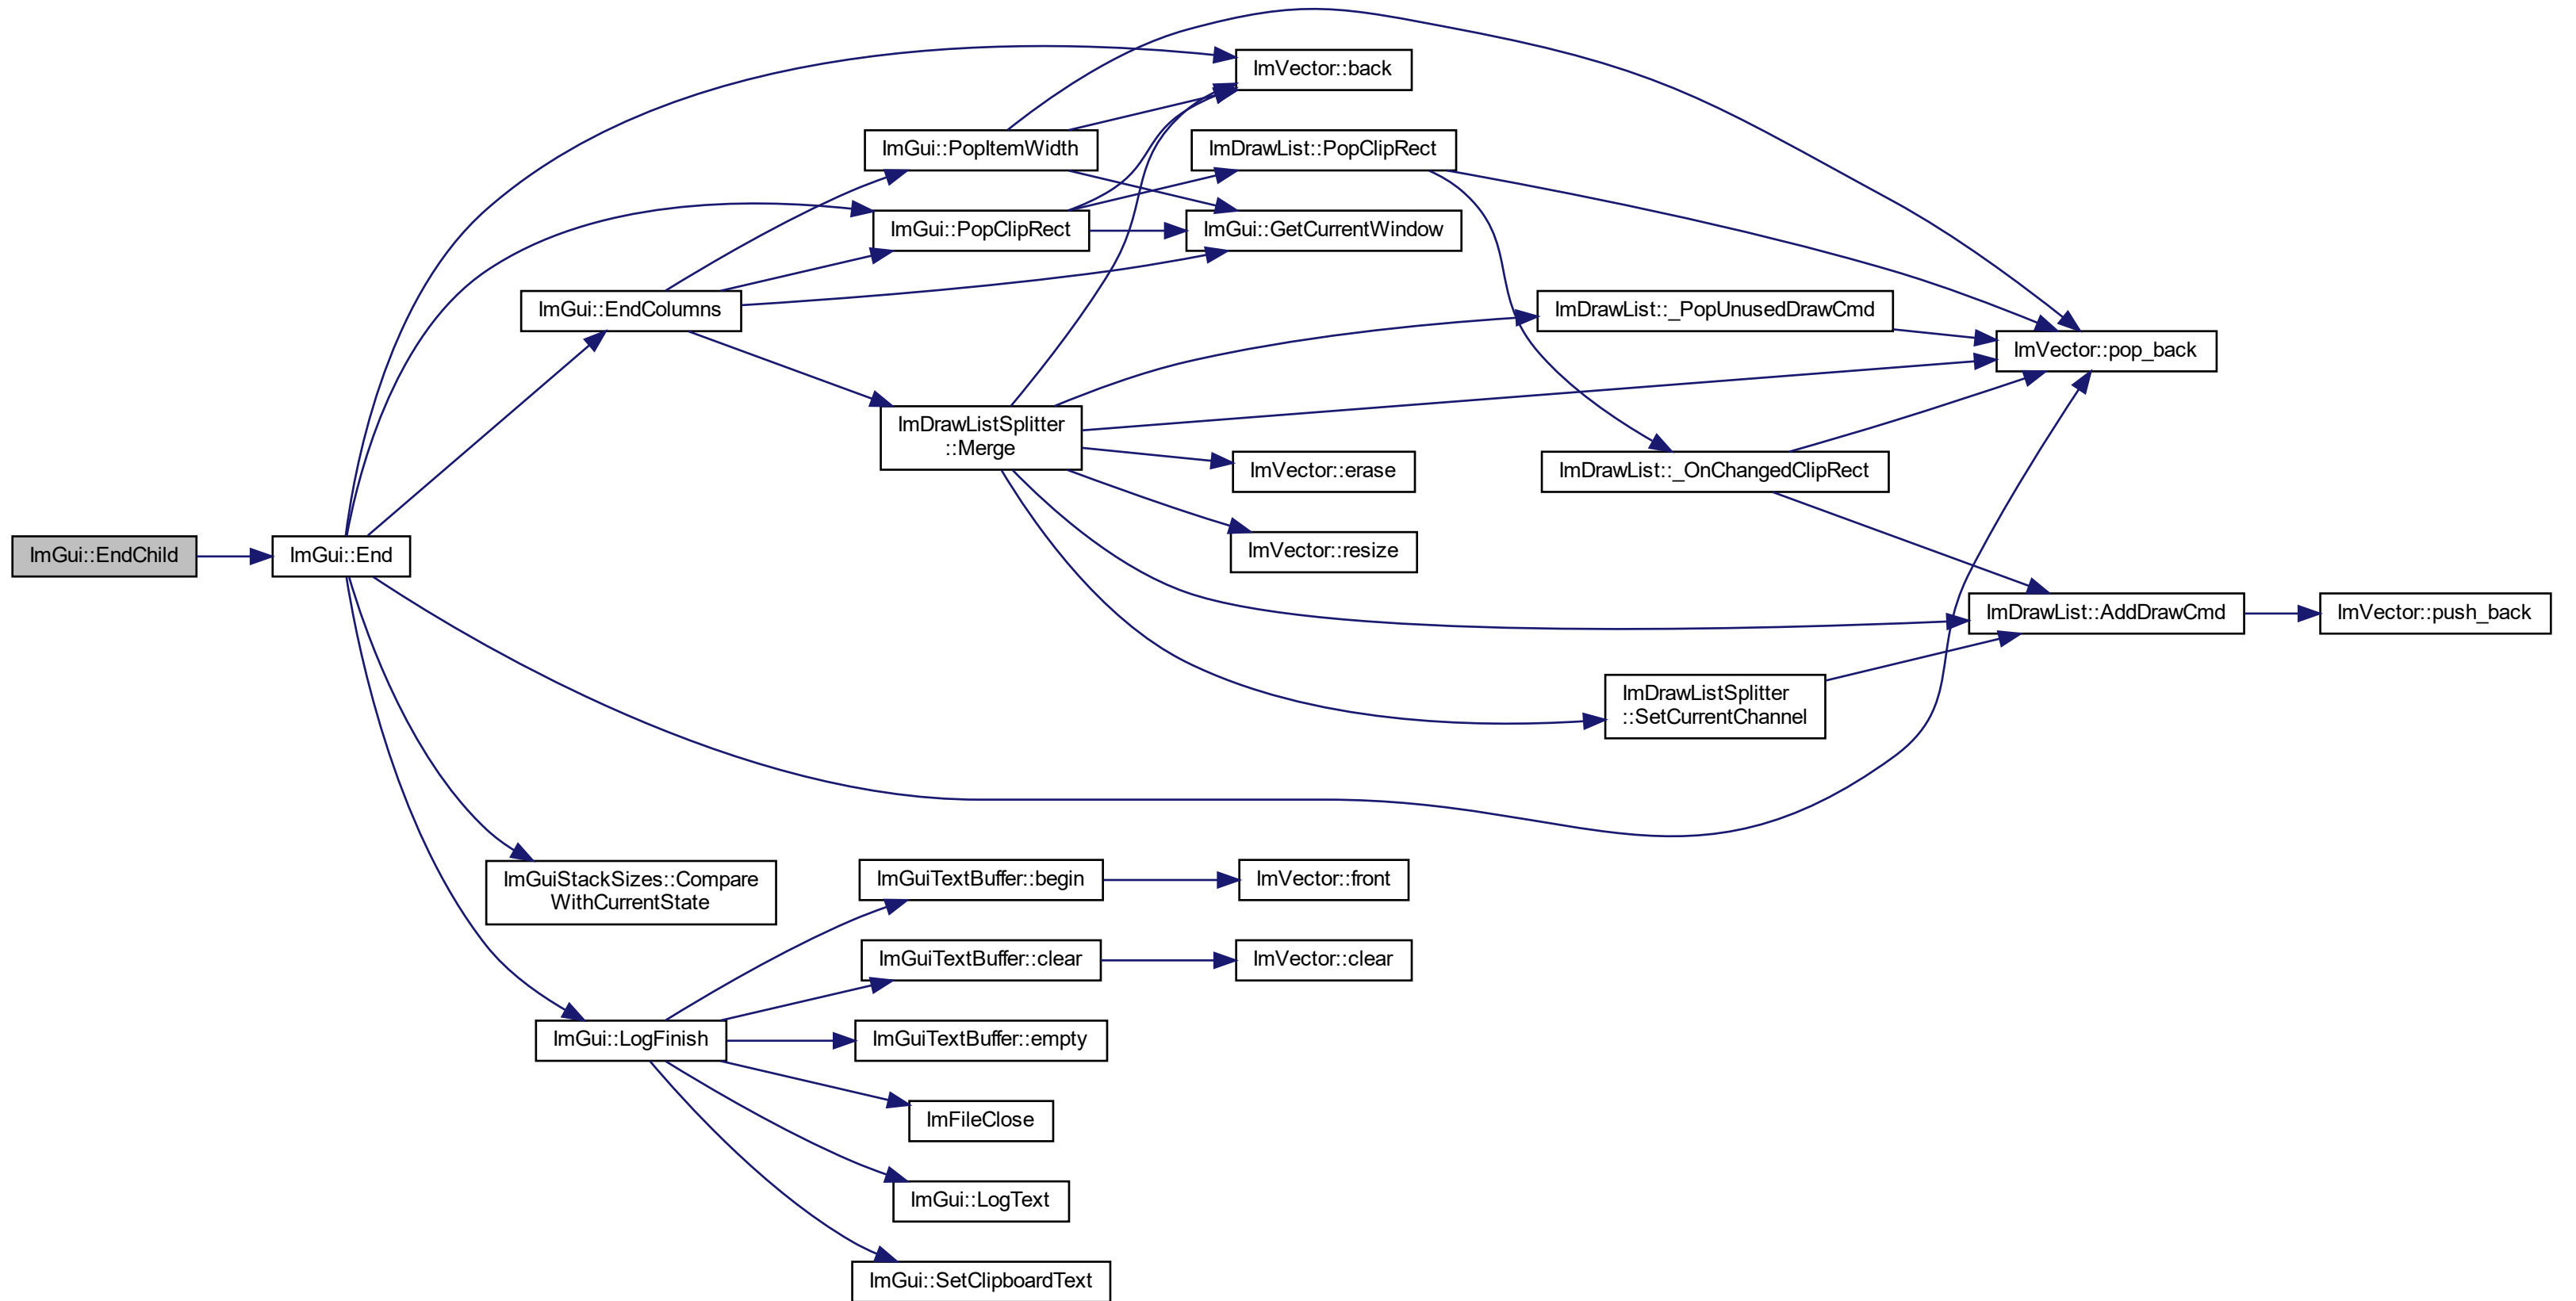 ImVector::back
ImGui::PopItemWidth
ImDrawList::PopClipRect
ImGui::PopClipRect
ImGui::GetCurrentWindow
ImGui::EndColumns
ImDrawList::_PopUnusedDrawCmd
ImVector::pop_back
ImDrawListSplitter
::Merge
ImVector::erase
ImDrawList::_OnChangedClipRect
ImGui::EndChild
ImGui::End
ImVector::resize
ImDrawList::AddDrawCmd
ImVector::push_back
ImDrawListSplitter
::SetCurrentChannel
ImGuiStackSizes::Compare
WithCurrentState
ImGuiTextBuffer::begin
ImVector::front
ImGuiTextBuffer::clear
ImVector::clear
ImGui::LogFinish
ImGuiTextBuffer::empty
ImFileClose
ImGui::LogText
ImGui::SetClipboardText